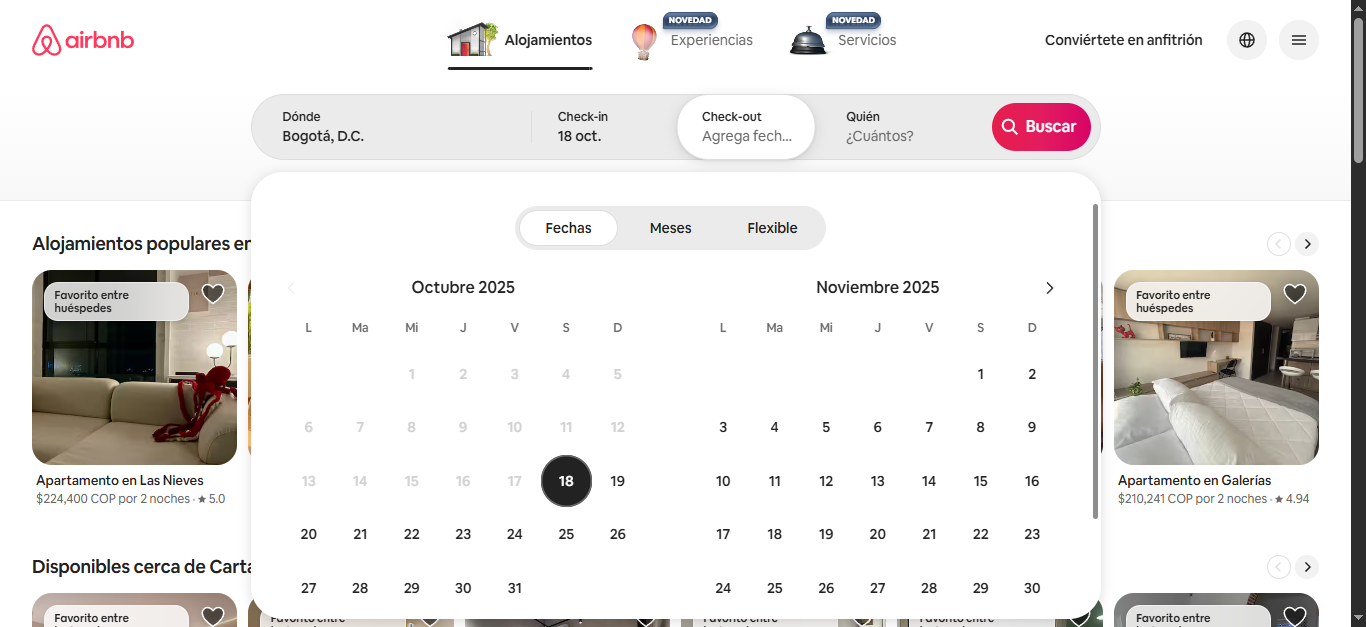 airbnb
Alojamientos
NOVEDAD
Experiencias
NOVEDAD
Servicios
Conviértete en anfitrión
Dónde
Bogotá, D.C.
Check-in
18 oct.
Check-out
Agrega fech...
Quién
¿Cuántos?
Buscar
Fechas
Meses
Flexible
Octubre 2025
L Ma Mi J V S D
1 2 3 4 5
6 7 8 9 10 11 12
13 14 15 16 17 18 19
20 21 22 23 24 25 26
27 28 29 30 31
Noviembre 2025
L Ma Mi J V S D
1 2
3 4 5 6 7 8 9
10 11 12 13 14 15 16
17 18 19 20 21 22 23
24 25 26 27 28 29 30
Alojamientos populares en
Favorito entre
huéspedes
Apartamento en Las Nieves
$224,400 COP por 2 noches · ★ 5.0
Favorito entre
huéspedes
Apartamento en Galerías
$210,241 COP por 2 noches · ★ 4.94
Disponibles cerca de Carta
Favorito entre
Favorito entre
Favorito entre
Favorito entre
Favorito entre